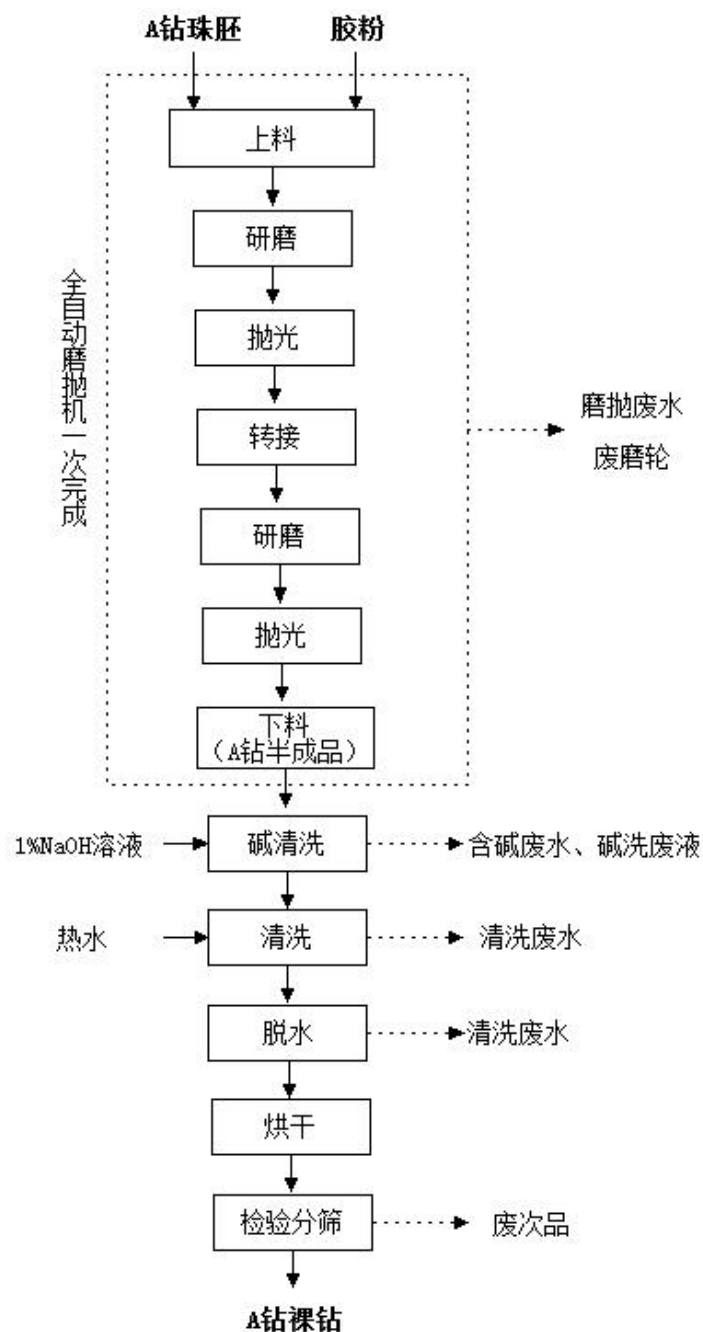 A钻珠胚 胶粉
上料
研磨
抛光
转接
研磨
抛光
下料
（A钻半成品）
全自动磨抛机一次完成
磨抛废水
废磨轮
1%NaOH溶液 碱清洗 含碱废水、碱洗废液
热水 清洗 清洗废水
脱水 清洗废水
烘干
检验分筛 废次品
A钻裸钻